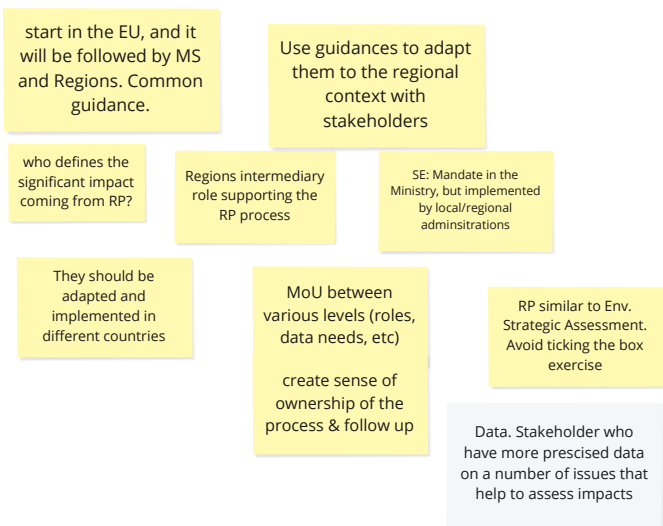 start in the EU, and it
will be followed by MS
and Regions. Common
guidance.
Use guidances to adapt
them to the regional
context with
stakeholders
who defines the
significant impact
coming from RP?
Regions intermediary
role supporting the
RP process
SE: Mandate in the
Ministry, but implemented
by local/regional
adminsitrations
They should be
adapted and
implemented in
different countries
MoU between
various levels (roles,
data needs, etc)
create sense of
ownership of the
process & follow up
RP similar to Env.
Strategic Assessment.
Avoid ticking the box
exercise
Data. Stakeholder who
have more prescised data
on a number of issues that
help to assess impacts